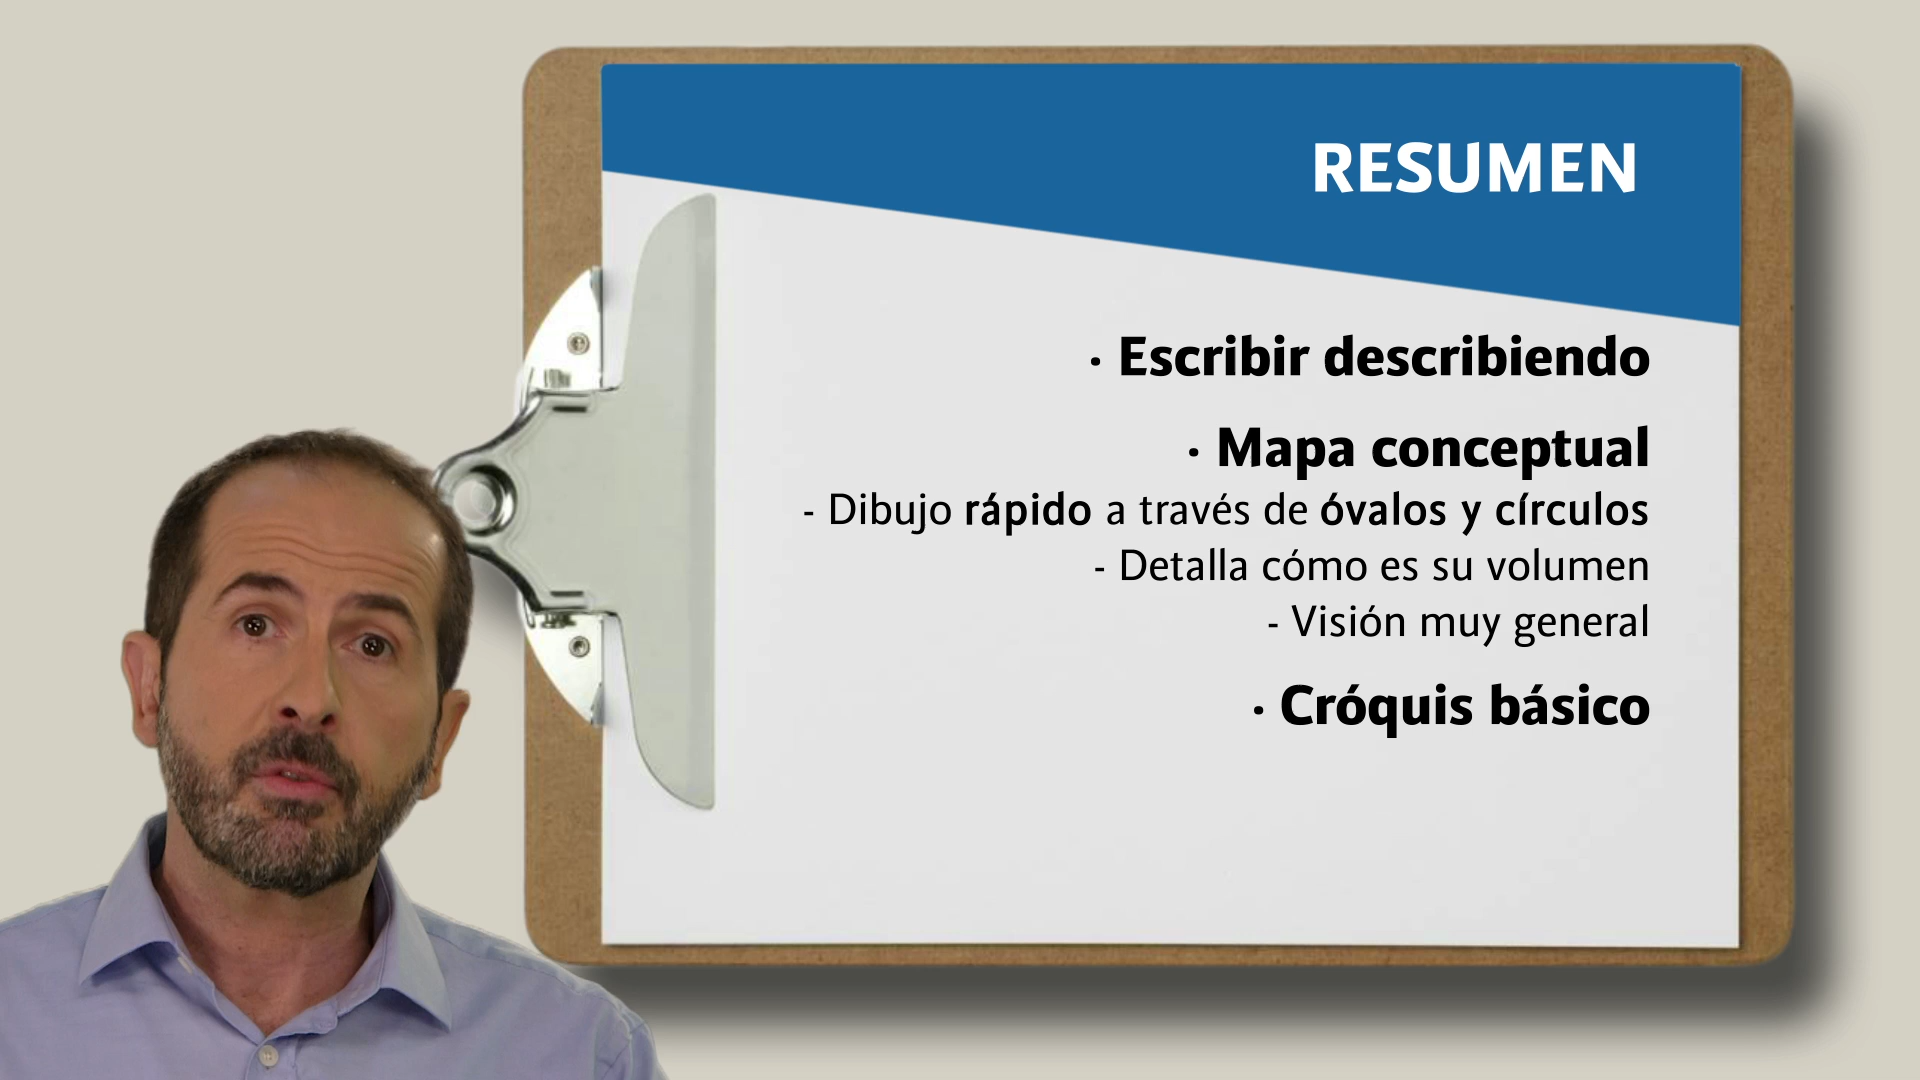 RESUMEN
· Escribir describiendo
· Mapa conceptual
- Dibujo rápido a través de óvalos y círculos
- Detalla cómo es su volumen
- Visión muy general
· Cróquis básico